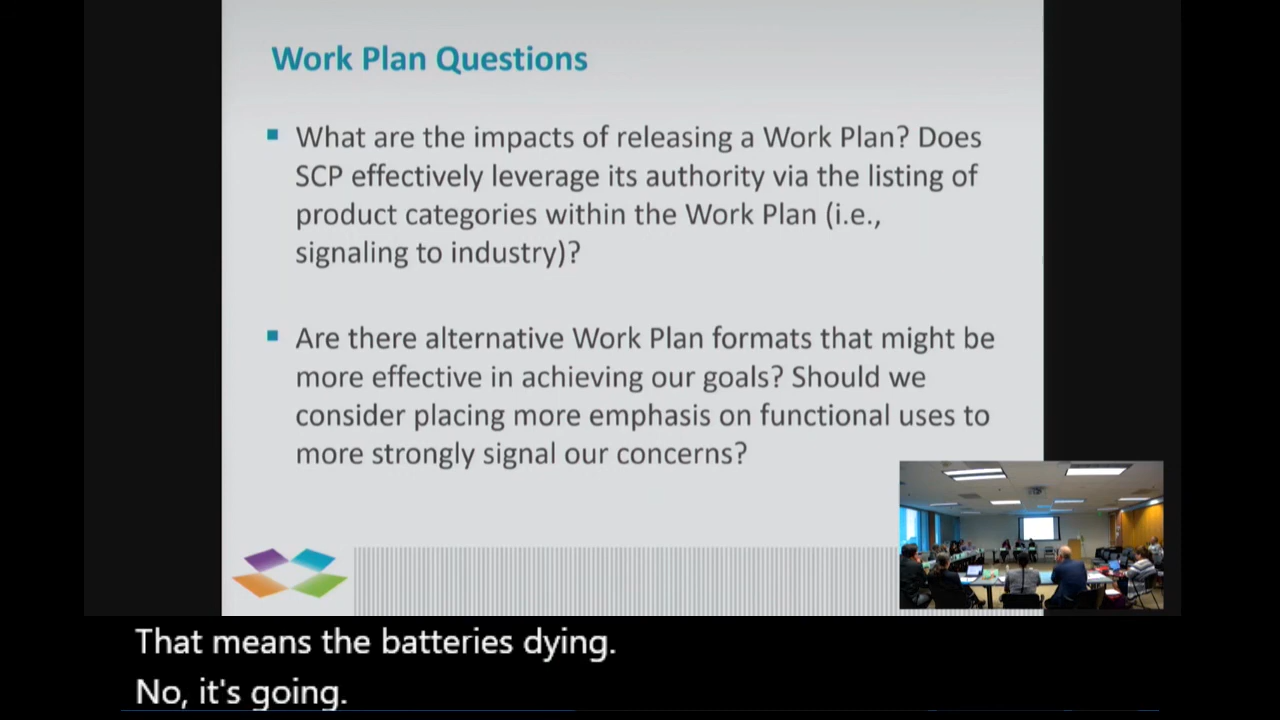 Work Plan Questions
What are the impacts of releasing a Work Plan? Does
SCP effectively leverage its authority via the listing of
product categories within the Work Plan (i.e.,
signaling to industry)?
Are there alternative Work Plan formats that might be
more effective in achieving our goals? Should we
consider placing more emphasis on functional uses to
more strongly signal our concerns?
That means the batteries dying.
No, it's going.